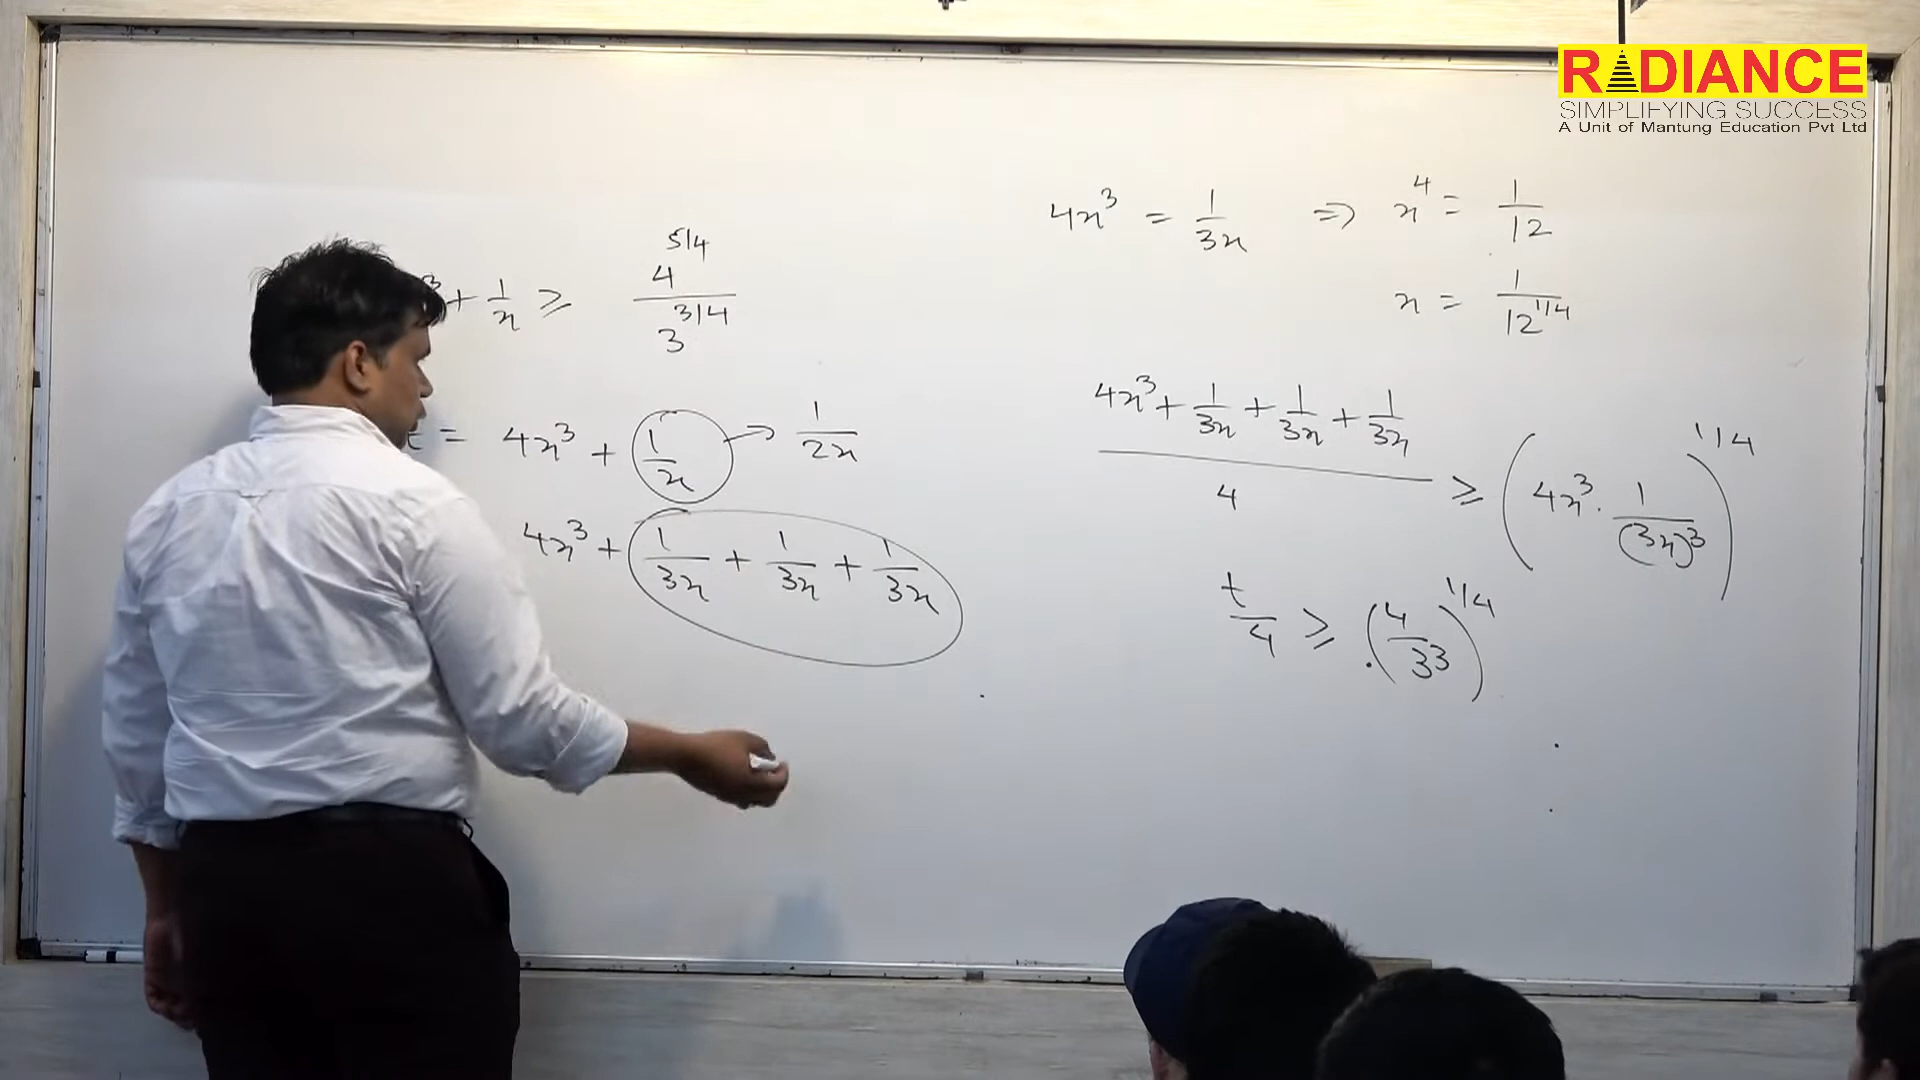 RADIANCE
SIMPLIFYING SUCCESS
A Unit of Mantung Education Pvt Ltd
3 + 1/x ≥ 4^{5/4} / 3^{3/4}
t = 4x³ + 1/x → 1/2x
4x³ + 1/3x + 1/3x + 1/3x
4x³ = 1/3x ⇒ x⁴ = 1/12
x = 1/12^{1/4}
(4x³ + 1/3x + 1/3x + 1/3x) / 4 ≥ (4x³ · 1/(3x)³)^{1/4}
t/4 ≥ (4/3³)^{1/4}